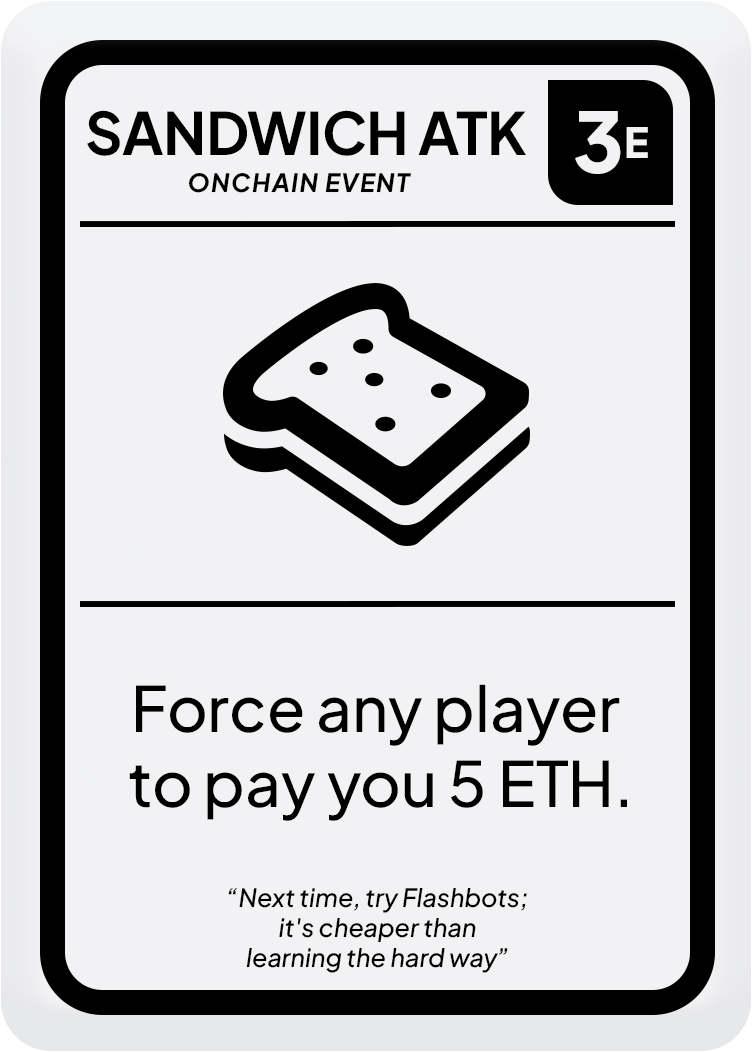 SANDWICH ATK
3E
ONCHAIN EVENT
Force any player
to pay you 5 ETH.
“Next time, try Flashbots;
it's cheaper than
learning the hard way”